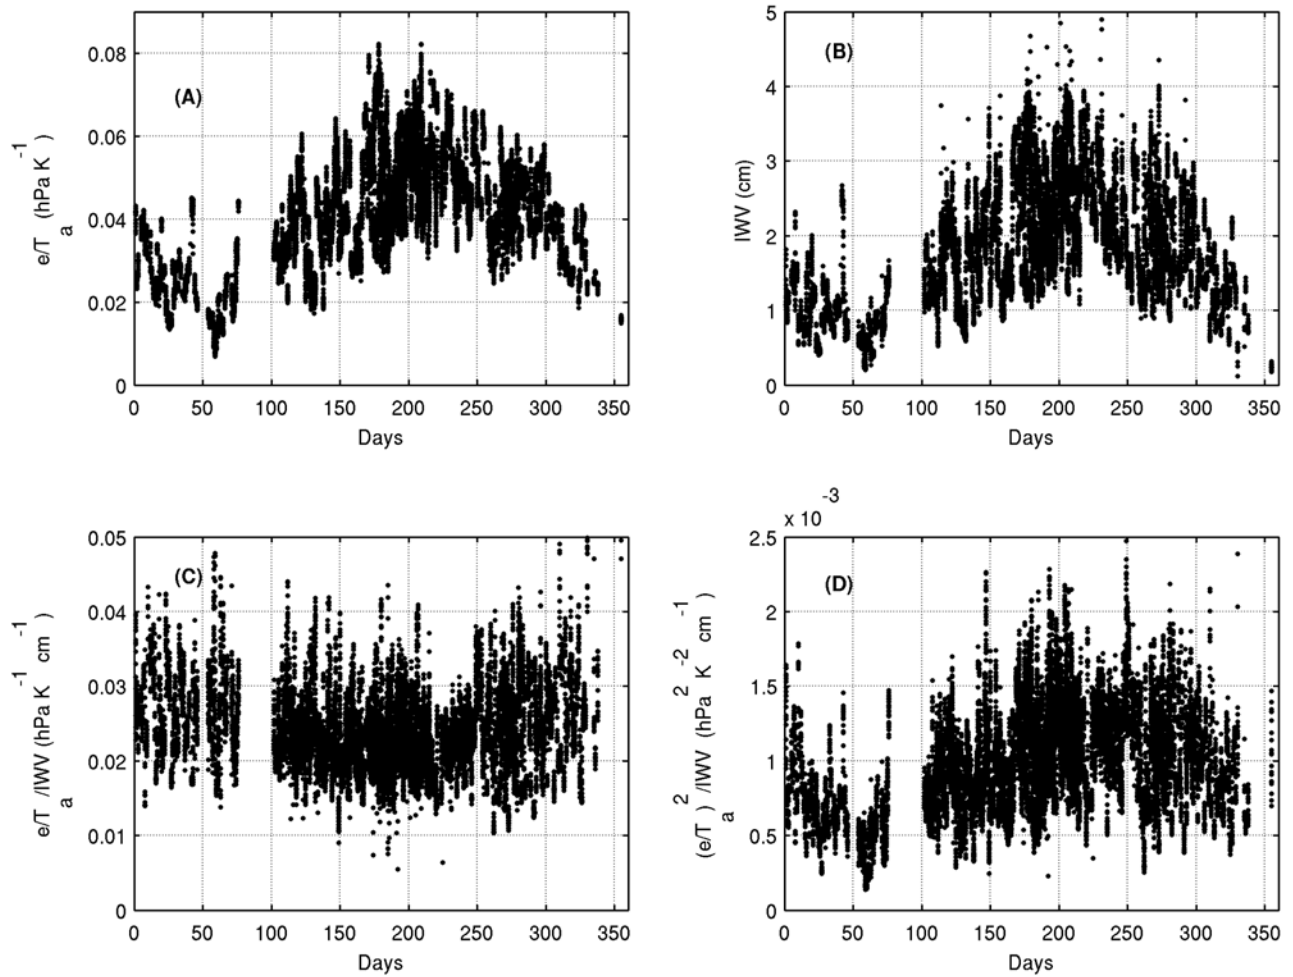 (A)
0.08
0.06
0.04
0.02
0
e/T a (hPa K -1
0 50 100 150 200 250 300 350
Days
(B)
5
4
3
2
1
0
IWV (cm)
0 50 100 150 200 250 300 350
Days
(C)
0.05
0.04
0.03
0.02
0.01
0
e/T a /IWV (hPa K -1 cm -1
0 50 100 150 200 250 300 350
Days
x 10 -3
(D)
2.5
2
1.5
1
0.5
0
(e/T a ) 2 /IWV (hPa 2 K -2 cm -1 )
0 50 100 150 200 250 300 350
Days